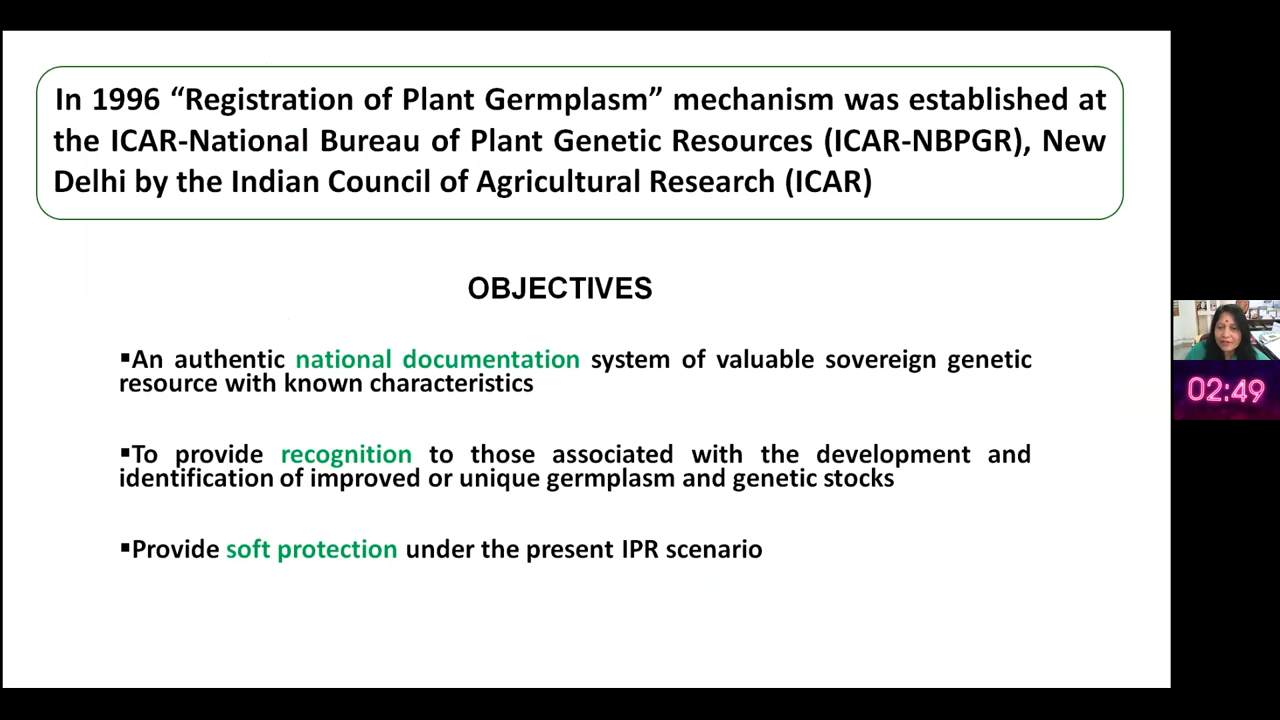 In 1996 “Registration of Plant Germplasm” mechanism was established at
the ICAR-National Bureau of Plant Genetic Resources (ICAR-NBPGR), New
Delhi by the Indian Council of Agricultural Research (ICAR)
OBJECTIVES
▪An authentic national documentation system of valuable sovereign genetic
resource with known characteristics
▪To provide recognition to those associated with the development and
identification of improved or unique germplasm and genetic stocks
▪Provide soft protection under the present IPR scenario
02:49